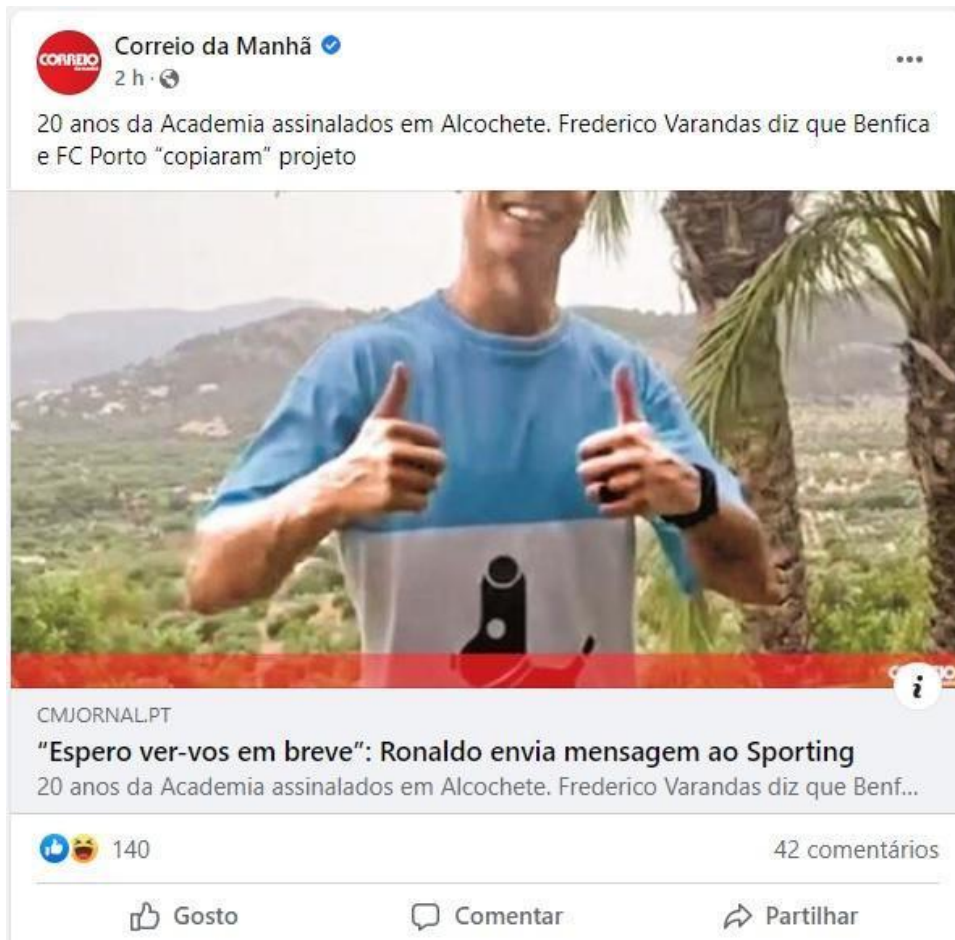 CORREIO
Correio da Manhã
2 h
20 anos da Academia assinalados em Alcochete. Frederico Varandas diz que Benfica
e FC Porto “copiaram” projeto
CMJORNAL.PT
“Espero ver-vos em breve”: Ronaldo envia mensagem ao Sporting
20 anos da Academia assinalados em Alcochete. Frederico Varandas diz que Benf...
140
42 comentários
Gosto
Comentar
Partilhar